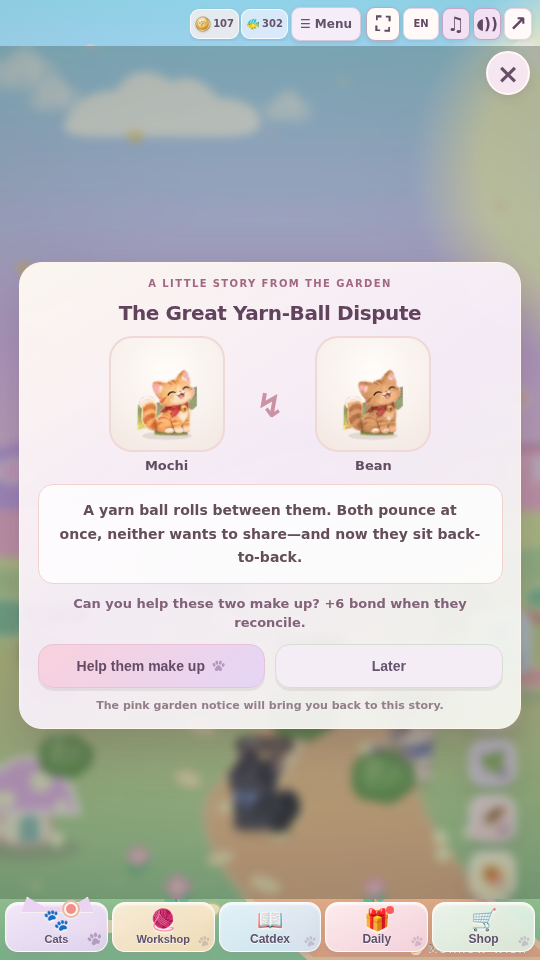 107
302
☰ Menu
EN
A LITTLE STORY FROM THE GARDEN
The Great Yarn-Ball Dispute
Mochi
Bean
A yarn ball rolls between them. Both pounce at
once, neither wants to share—and now they sit back-
to-back.
Can you help these two make up? +6 bond when they
reconcile.
Help them make up
Later
The pink garden notice will bring you back to this story.
Cats
Workshop
Catdex
Daily
Shop